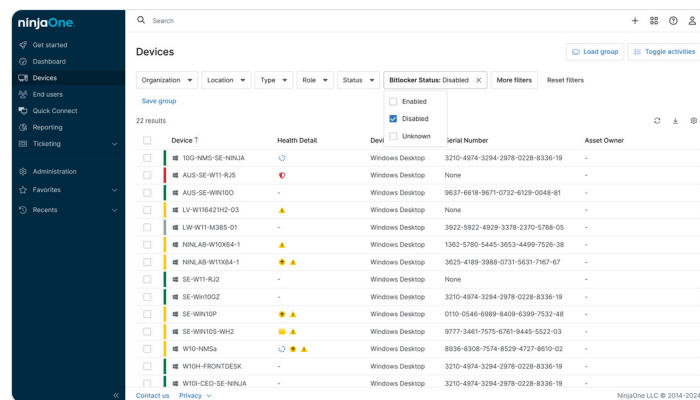 ninjaOne.
Search
Get started
Dashboard
Devices
End users
Quick Connect
Reporting
Ticketing
Administration
Favorites
Recents
Devices
Load group
Toggle activities
Organization Location Type Role Status Bitlocker Status: Disabled More filters Reset filters
Enabled
Disabled
Unknown
Save group
22 results
Device ↑ Health Detail Devi Serial Number Asset Owner
10G-NMS-SE-NINJA Windows Desktop 3210-4974-3294-2978-0228-8336-19 -
AUS-SE-W11-RJ5 Windows Desktop None -
AUS-SE-WIN10O - Windows Desktop 9637-6618-9671-0732-6129-0048-81 -
LV-W116421H2-03 Windows Desktop None -
LW-W11-M365-01 - Windows Desktop 3922-5922-4929-3378-2370-5788-05 -
NINLAB-W10X64-1 Windows Desktop 1362-5780-5445-3653-4499-7526-38 -
NINLAB-W11X64-1 Windows Desktop 3625-4189-3988-0731-5631-7167-67 -
SE-W11-RJ2 - Windows Desktop None -
SE-Win10GZ - Windows Desktop 3210-4974-3294-2978-0228-8336-19 -
SE-WIN10P Windows Desktop 0110-0546-6989-8409-6399-7532-48 -
SE-WIN10S-WH2 Windows Desktop 9777-3461-7575-6761-9445-5522-03 -
W10-NMSa Windows Desktop 8936-8308-7574-8529-4727-8610-02 -
W10H-FRONTDESK - Windows Desktop 3210-4974-3294-2978-0228-8336-19 -
W10I-CEO-SE-NINJA - Windows Desktop 3210-4974-3294-2978-0228-8336-19 -
Contact us Privacy NinjaOne LLC © 2014-2024